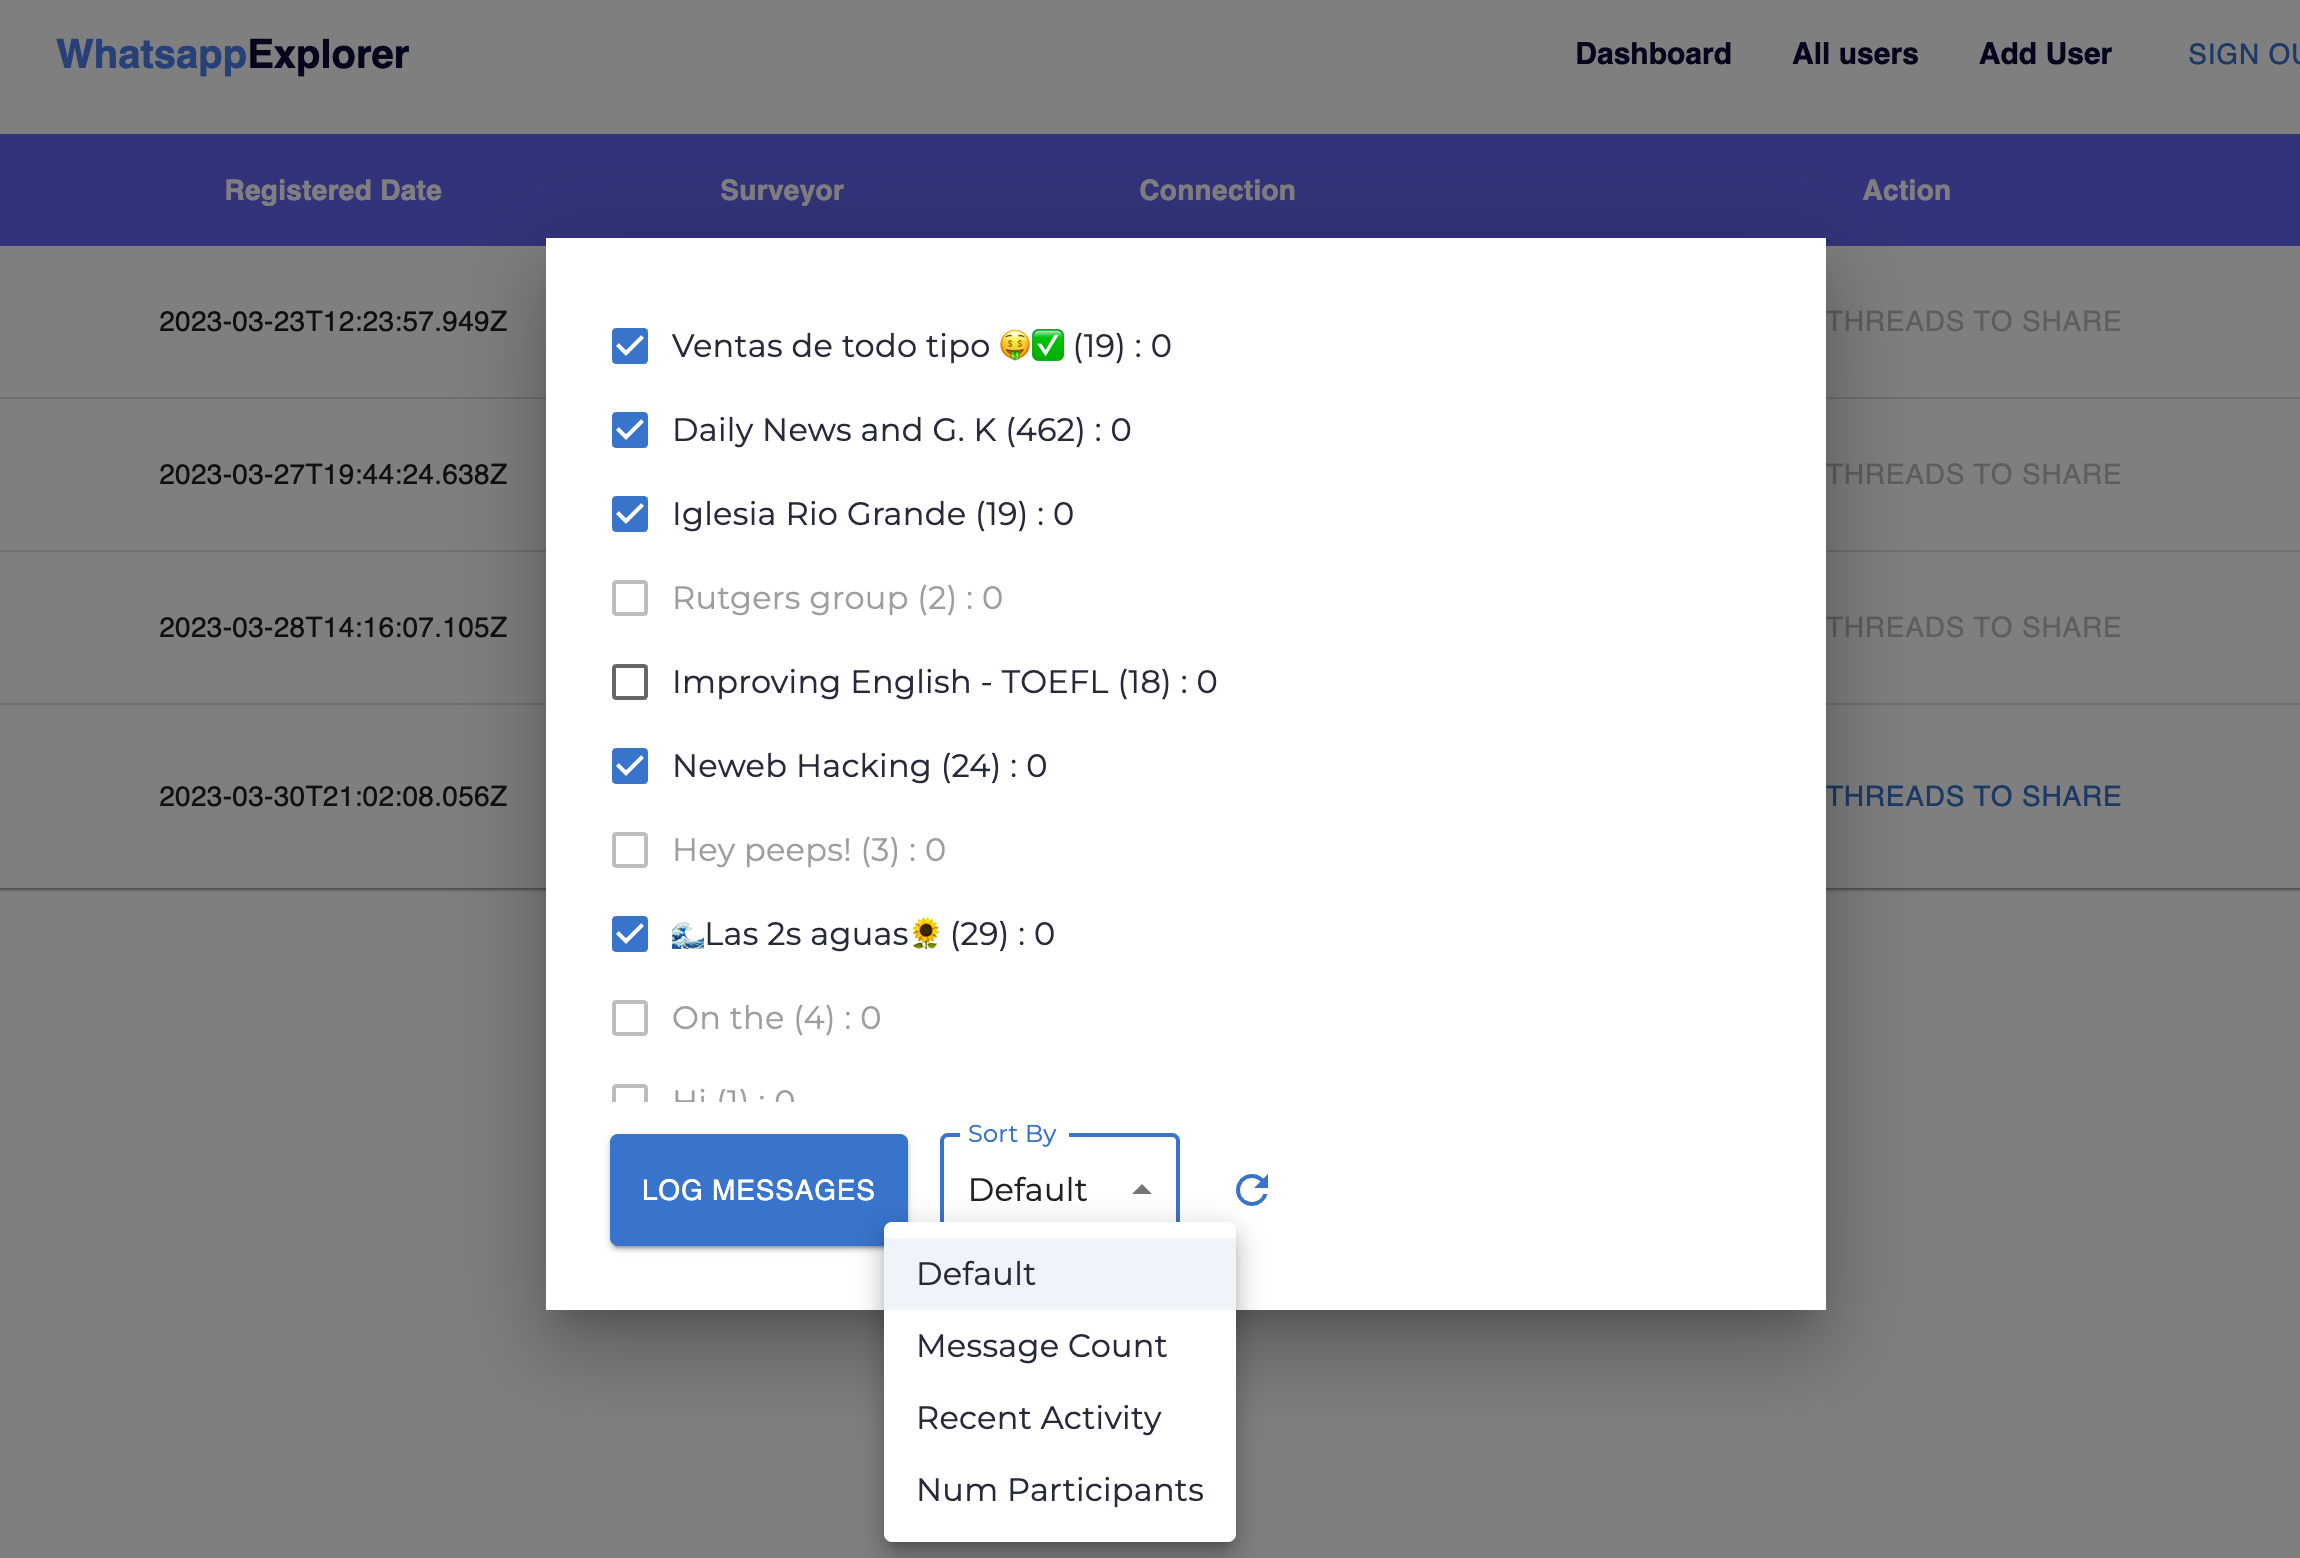 WhatsappExplorer
Dashboard
All users
Add User
SIGN OU
Registered Date
Surveyor
Connection
Action
2023-03-23T12:23:57.949Z
THREADS TO SHARE
2023-03-27T19:44:24.638Z
THREADS TO SHARE
2023-03-28T14:16:07.105Z
THREADS TO SHARE
2023-03-30T21:02:08.056Z
THREADS TO SHARE
Ventas de todo tipo 🤑✅ (19) : 0
Daily News and G. K (462) : 0
Iglesia Rio Grande (19) : 0
Rutgers group (2) : 0
Improving English - TOEFL (18) : 0
Neweb Hacking (24) : 0
Hey peeps! (3) : 0
🌊Las 2s aguas🌻 (29) : 0
On the (4) : 0
Hi (1) : 0
LOG MESSAGES
Sort By
Default
Default
Message Count
Recent Activity
Num Participants